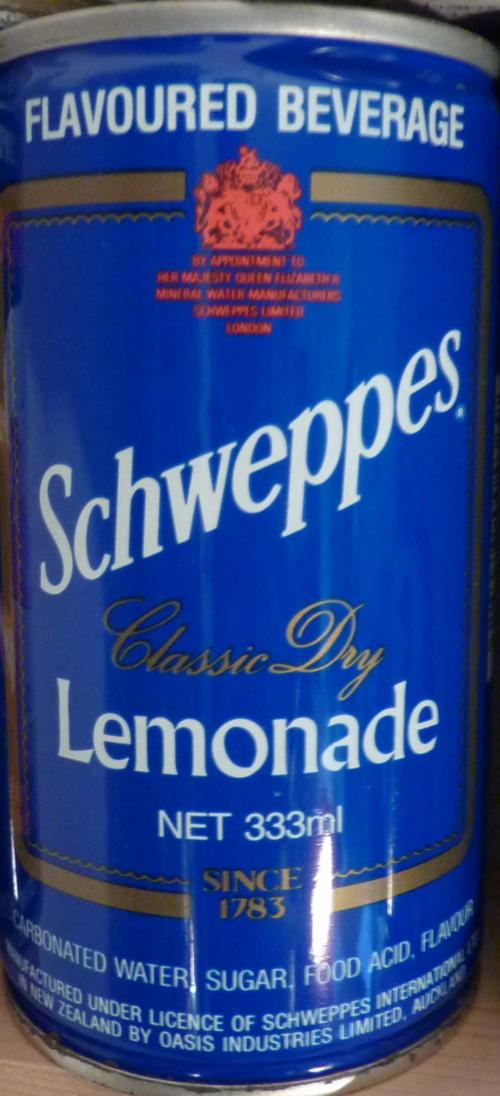 FLAVOURED BEVERAGE
BY APPOINTMENT TO
HER MAJESTY QUEEN ELIZABETH II
MINERAL WATER MANUFACTURERS
SCHWEPPES LIMITED
LONDON
Schweppes®
Classic Dry
Lemonade
NET 333ml
SINCE
1783
CARBONATED WATER, SUGAR, FOOD ACID, FLAVOUR
MANUFACTURED UNDER LICENCE OF SCHWEPPES INTERNATIONAL
IN NEW ZEALAND BY OASIS INDUSTRIES LIMITED, AUCKLAND